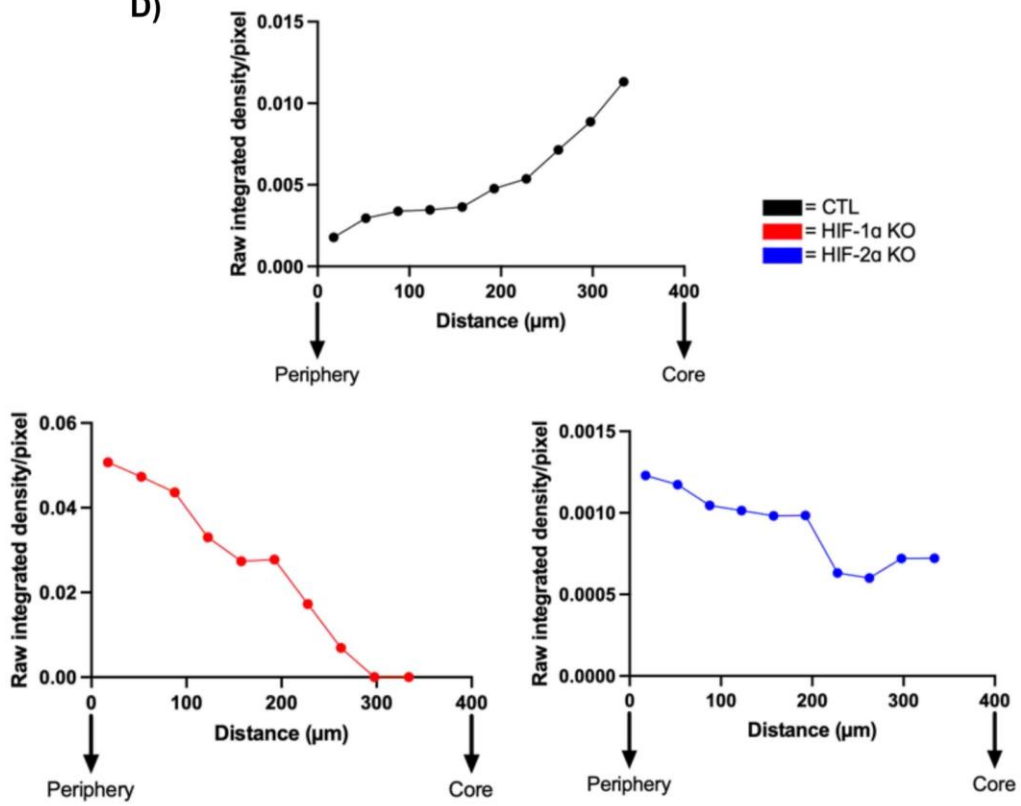 D)
Raw integrated density/pixel
0.015
0.010
0.005
0.000
0 100 200 300 400
Distance (µm)
Periphery Core
= CTL
= HIF-1α KO
= HIF-2α KO
Raw integrated density/pixel
0.06
0.04
0.02
0.00
0 100 200 300 400
Distance (µm)
Periphery Core
Raw integrated density/pixel
0.0015
0.0010
0.0005
0.0000
0 100 200 300 400
Distance (µm)
Periphery Core